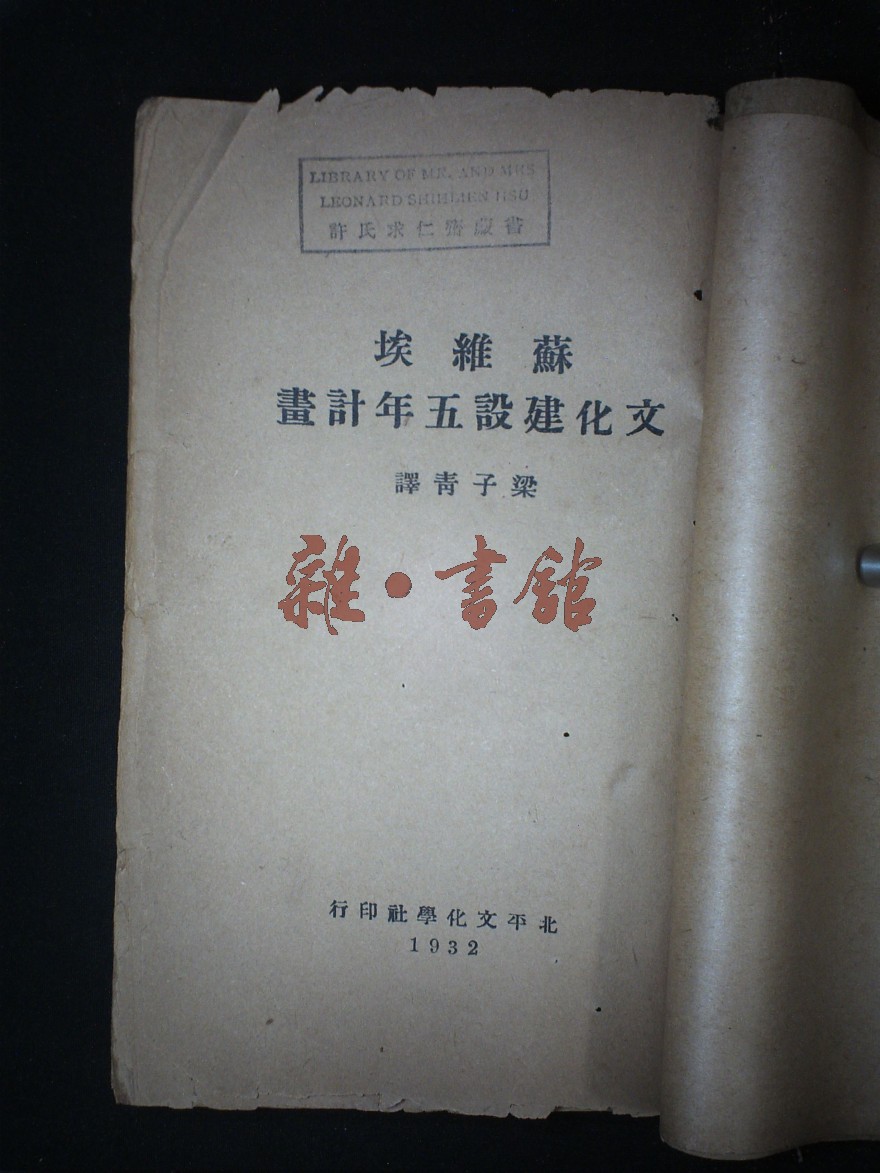 LIBRARY OF MR. AND MRS
LEONARD SHIHLIEN HSU
許氏求仁齋藏書
蘇維埃
文化建設五年計畫
梁子青譯
雜·書館
北平文化學社印行
1932